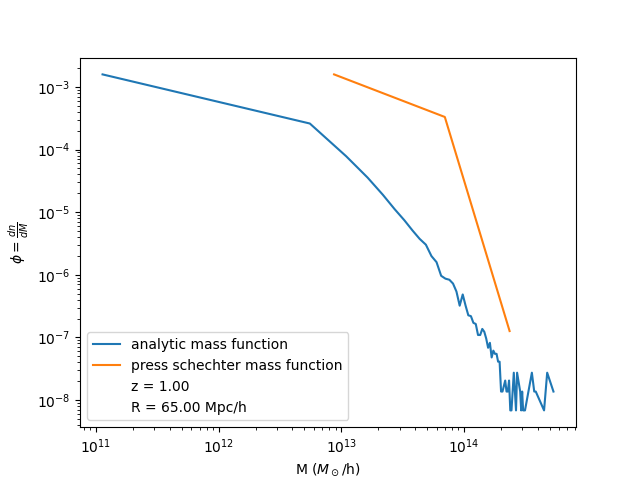 10⁻³
10⁻⁴
10⁻⁵
10⁻⁶
10⁻⁷
10⁻⁸
ϕ = dn/dM
analytic mass function
press schechter mass function
z = 1.00
R = 65.00 Mpc/h
10¹¹ 10¹² 10¹³ 10¹⁴
M (M⊙/h)